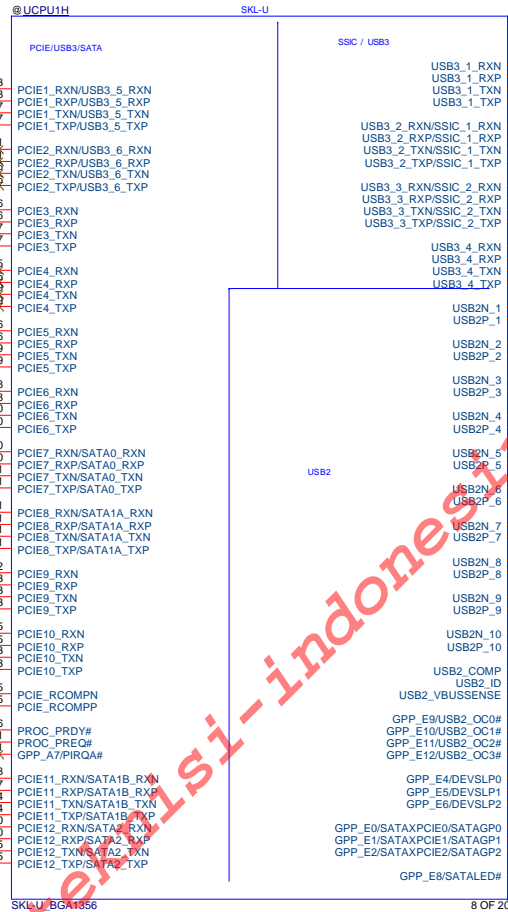 @UCPU1H
SKL-U
PCIE/USB3/SATA
PCIE1_RXN/USB3_5_RXN
PCIE1_RXP/USB3_5_RXP
PCIE1_TXN/USB3_5_TXN
PCIE1_TXP/USB3_5_TXP
PCIE2_RXN/USB3_6_RXN
PCIE2_RXP/USB3_6_RXP
PCIE2_TXN/USB3_6_TXN
PCIE2_TXP/USB3_6_TXP
PCIE3_RXN
PCIE3_RXP
PCIE3_TXN
PCIE3_TXP
PCIE4_RXN
PCIE4_RXP
PCIE4_TXN
PCIE4_TXP
PCIE5_RXN
PCIE5_RXP
PCIE5_TXN
PCIE5_TXP
PCIE6_RXN
PCIE6_RXP
PCIE6_TXN
PCIE6_TXP
PCIE7_RXN/SATA0_RXN
PCIE7_RXP/SATA0_RXP
PCIE7_TXN/SATA0_TXN
PCIE7_TXP/SATA0_TXP
PCIE8_RXN/SATA1A_RXN
PCIE8_RXP/SATA1A_RXP
PCIE8_TXN/SATA1A_TXN
PCIE8_TXP/SATA1A_TXP
PCIE9_RXN
PCIE9_RXP
PCIE9_TXN
PCIE9_TXP
PCIE10_RXN
PCIE10_RXP
PCIE10_TXN
PCIE10_TXP
PCIE_RCOMPN
PCIE_RCOMPP
PROC_PRDY#
PROC_PREQ#
GPP_A7/PIRQA#
PCIE11_RXN/SATA1B_RXN
PCIE11_RXP/SATA1B_RXP
PCIE11_TXN/SATA1B_TXN
PCIE11_TXP/SATA1B_TXP
PCIE12_RXN/SATA2_RXN
PCIE12_RXP/SATA2_RXP
PCIE12_TXN/SATA2_TXN
PCIE12_TXP/SATA2_TXP
SSIC / USB3
USB3_1_RXN
USB3_1_RXP
USB3_1_TXN
USB3_1_TXP
USB3_2_RXN/SSIC_1_RXN
USB3_2_RXP/SSIC_1_RXP
USB3_2_TXN/SSIC_1_TXN
USB3_2_TXP/SSIC_1_TXP
USB3_3_RXN/SSIC_2_RXN
USB3_3_RXP/SSIC_2_RXP
USB3_3_TXN/SSIC_2_TXN
USB3_3_TXP/SSIC_2_TXP
USB3_4_RXN
USB3_4_RXP
USB3_4_TXN
USB3_4_TXP
USB2
USB2N_1
USB2P_1
USB2N_2
USB2P_2
USB2N_3
USB2P_3
USB2N_4
USB2P_4
USB2N_5
USB2P_5
USB2N_6
USB2P_6
USB2N_7
USB2P_7
USB2N_8
USB2P_8
USB2N_9
USB2P_9
USB2N_10
USB2P_10
USB2_COMP
USB2_ID
USB2_VBUSSENSE
GPP_E9/USB2_OC0#
GPP_E10/USB2_OC1#
GPP_E11/USB2_OC2#
GPP_E12/USB2_OC3#
GPP_E4/DEVSLP0
GPP_E5/DEVSLP1
GPP_E6/DEVSLP2
GPP_E0/SATAXPCIE0/SATAGP0
GPP_E1/SATAXPCIE1/SATAGP1
GPP_E2/SATAXPCIE2/SATAGP2
GPP_E8/SATALED#
SKL-U_BGA1356
8 OF 20
teknisi-indonesi